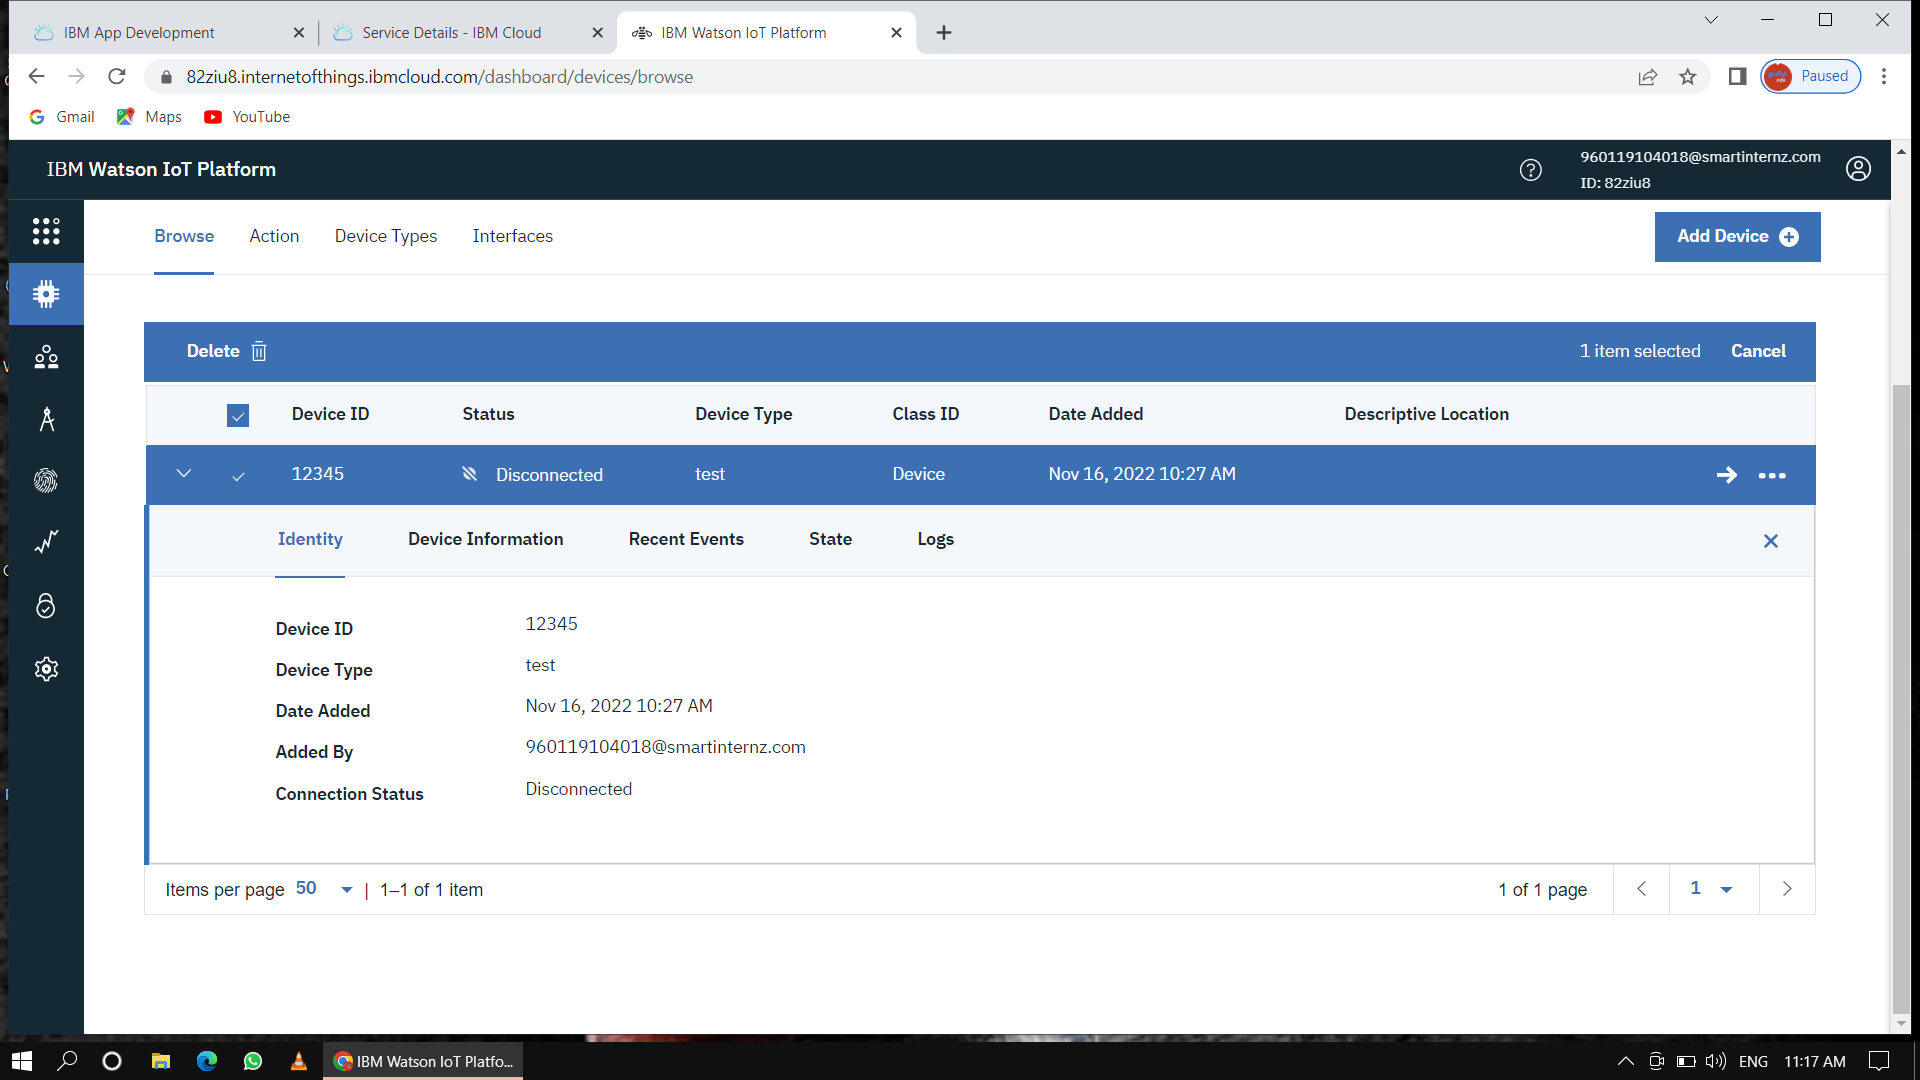 IBM App Development
Service Details - IBM Cloud
IBM Watson IoT Platform
82ziu8.internetofthings.ibmcloud.com/dashboard/devices/browse
Paused
Gmail
Maps
YouTube
IBM Watson IoT Platform
960119104018@smartinternz.com
ID: 82ziu8
Browse
Action
Device Types
Interfaces
Add Device
Delete
1 item selected
Cancel
Device ID
Status
Device Type
Class ID
Date Added
Descriptive Location
12345
Disconnected
test
Device
Nov 16, 2022 10:27 AM
Identity
Device Information
Recent Events
State
Logs
Device ID
12345
Device Type
test
Date Added
Nov 16, 2022 10:27 AM
Added By
960119104018@smartinternz.com
Connection Status
Disconnected
Items per page 50 | 1–1 of 1 item
1 of 1 page
1
IBM Watson IoT Platfo...
ENG
11:17 AM